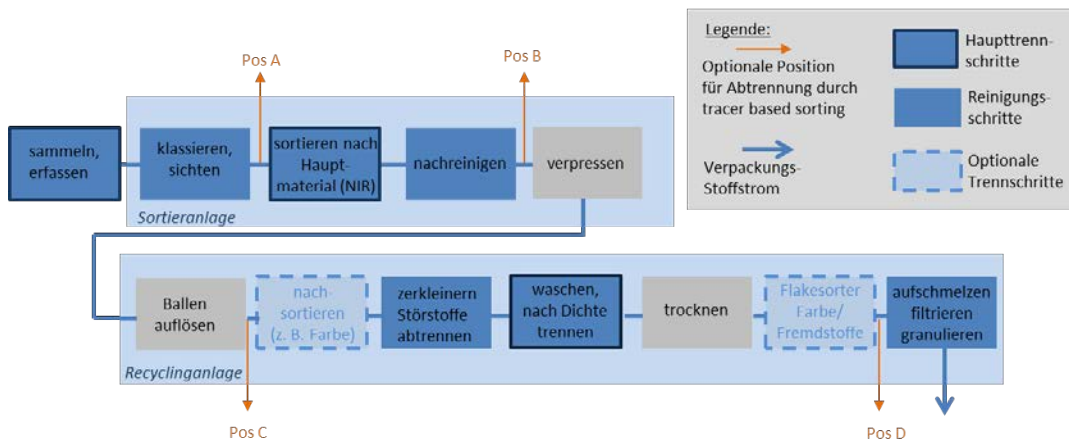 Pos A
Pos B
sammeln,
erfassen
klassieren,
sichten
sortieren nach
Haupt-
material (NIR)
nachreinigen
verpressen
Sortieranlage
Legende:
Optionale Position
für Abtrennung durch
tracer based sorting
Verpackungs-
Stoffstrom
Haupttrenn-
schritte
Reinigungs-
schritte
Optionale
Trennschritte
Ballen
auflösen
nach-
sortieren
(z. B. Farbe)
zerkleinern
Störstoffe
abtrennen
waschen,
nach Dichte
trennen
trocknen
Flakesorter
Farbe/
Fremdstoffe
aufschmelzen
filtrieren
granulieren
Recyclinganlage
Pos C
Pos D